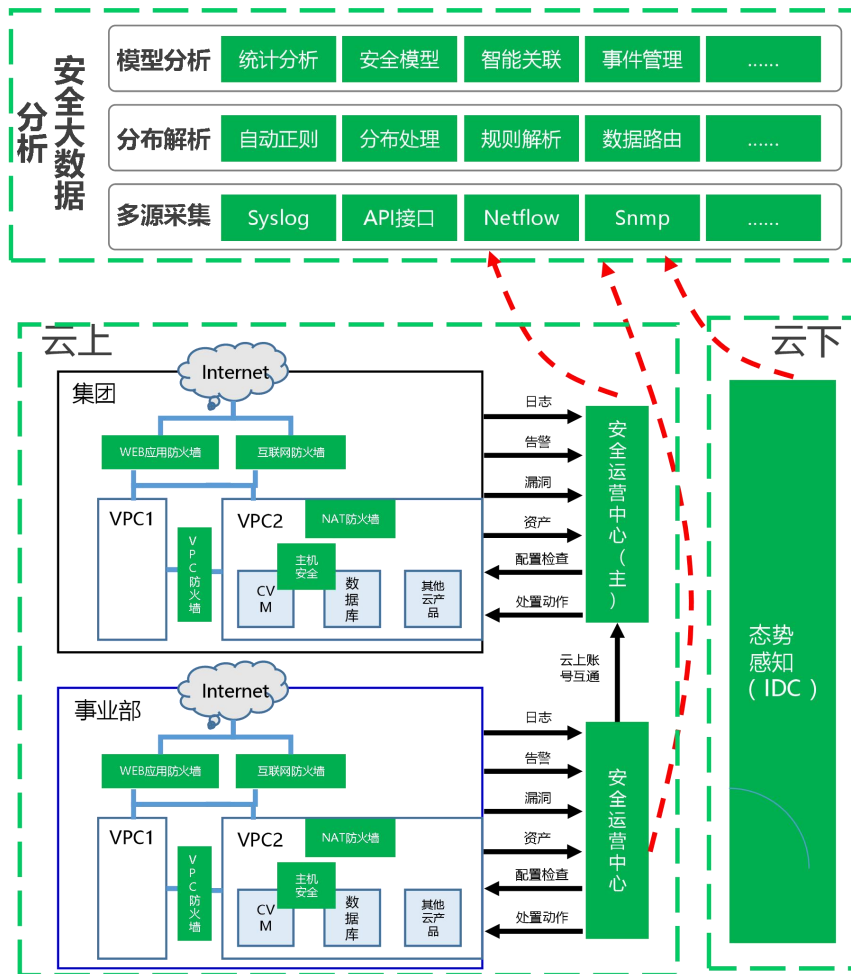 安全大数据
分析
模型分析
统计分析
安全模型
智能关联
事件管理
......
分布解析
自动正则
分布处理
规则解析
数据路由
......
多源采集
Syslog
API接口
Netflow
Snmp
......
云上
集团
Internet
WEB应用防火墙
互联网防火墙
VPC1
VPC防火墙
VPC2
NAT防火墙
主机
安全
CV
M
数
据
库
其他
云产
品
日志
告警
漏洞
资产
配置检查
处置动作
安全运营中心（主）
云上账
号互通
事业部
Internet
WEB应用防火墙
互联网防火墙
VPC1
VPC防火墙
VPC2
NAT防火墙
主机
安全
CV
M
数
据
库
其他
云产
品
日志
告警
漏洞
资产
配置检查
处置动作
安全运营中心
云下
态势
感知
（IDC）